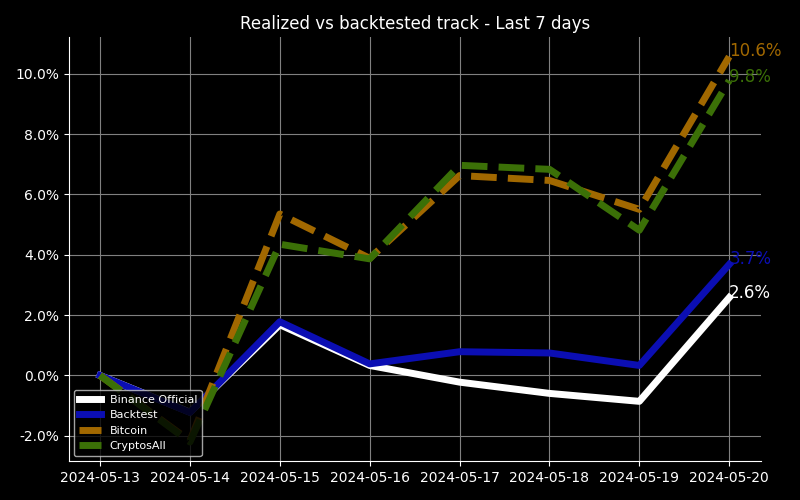 Realized vs backtested track - Last 7 days
10.6%
9.8%
10.0%
8.0%
6.0%
4.0%
3.7%
2.6%
2.0%
0.0%
-2.0%
Binance Official
Backtest
Bitcoin
CryptosAll
2024-05-13 2024-05-14 2024-05-15 2024-05-16 2024-05-17 2024-05-18 2024-05-19 2024-05-20